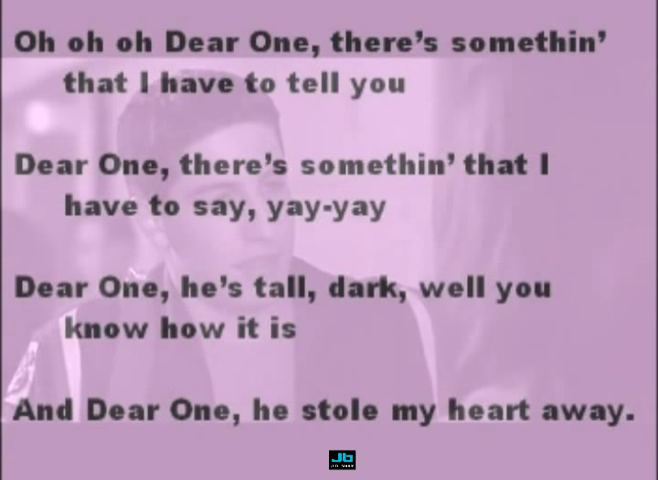 Oh oh oh Dear One, there's somethin'
that I have to tell you
Dear One, there's somethin' that I
have to say, yay-yay
Dear One, he's tall, dark, well you
know how it is
And Dear One, he stole my heart away.
Jb